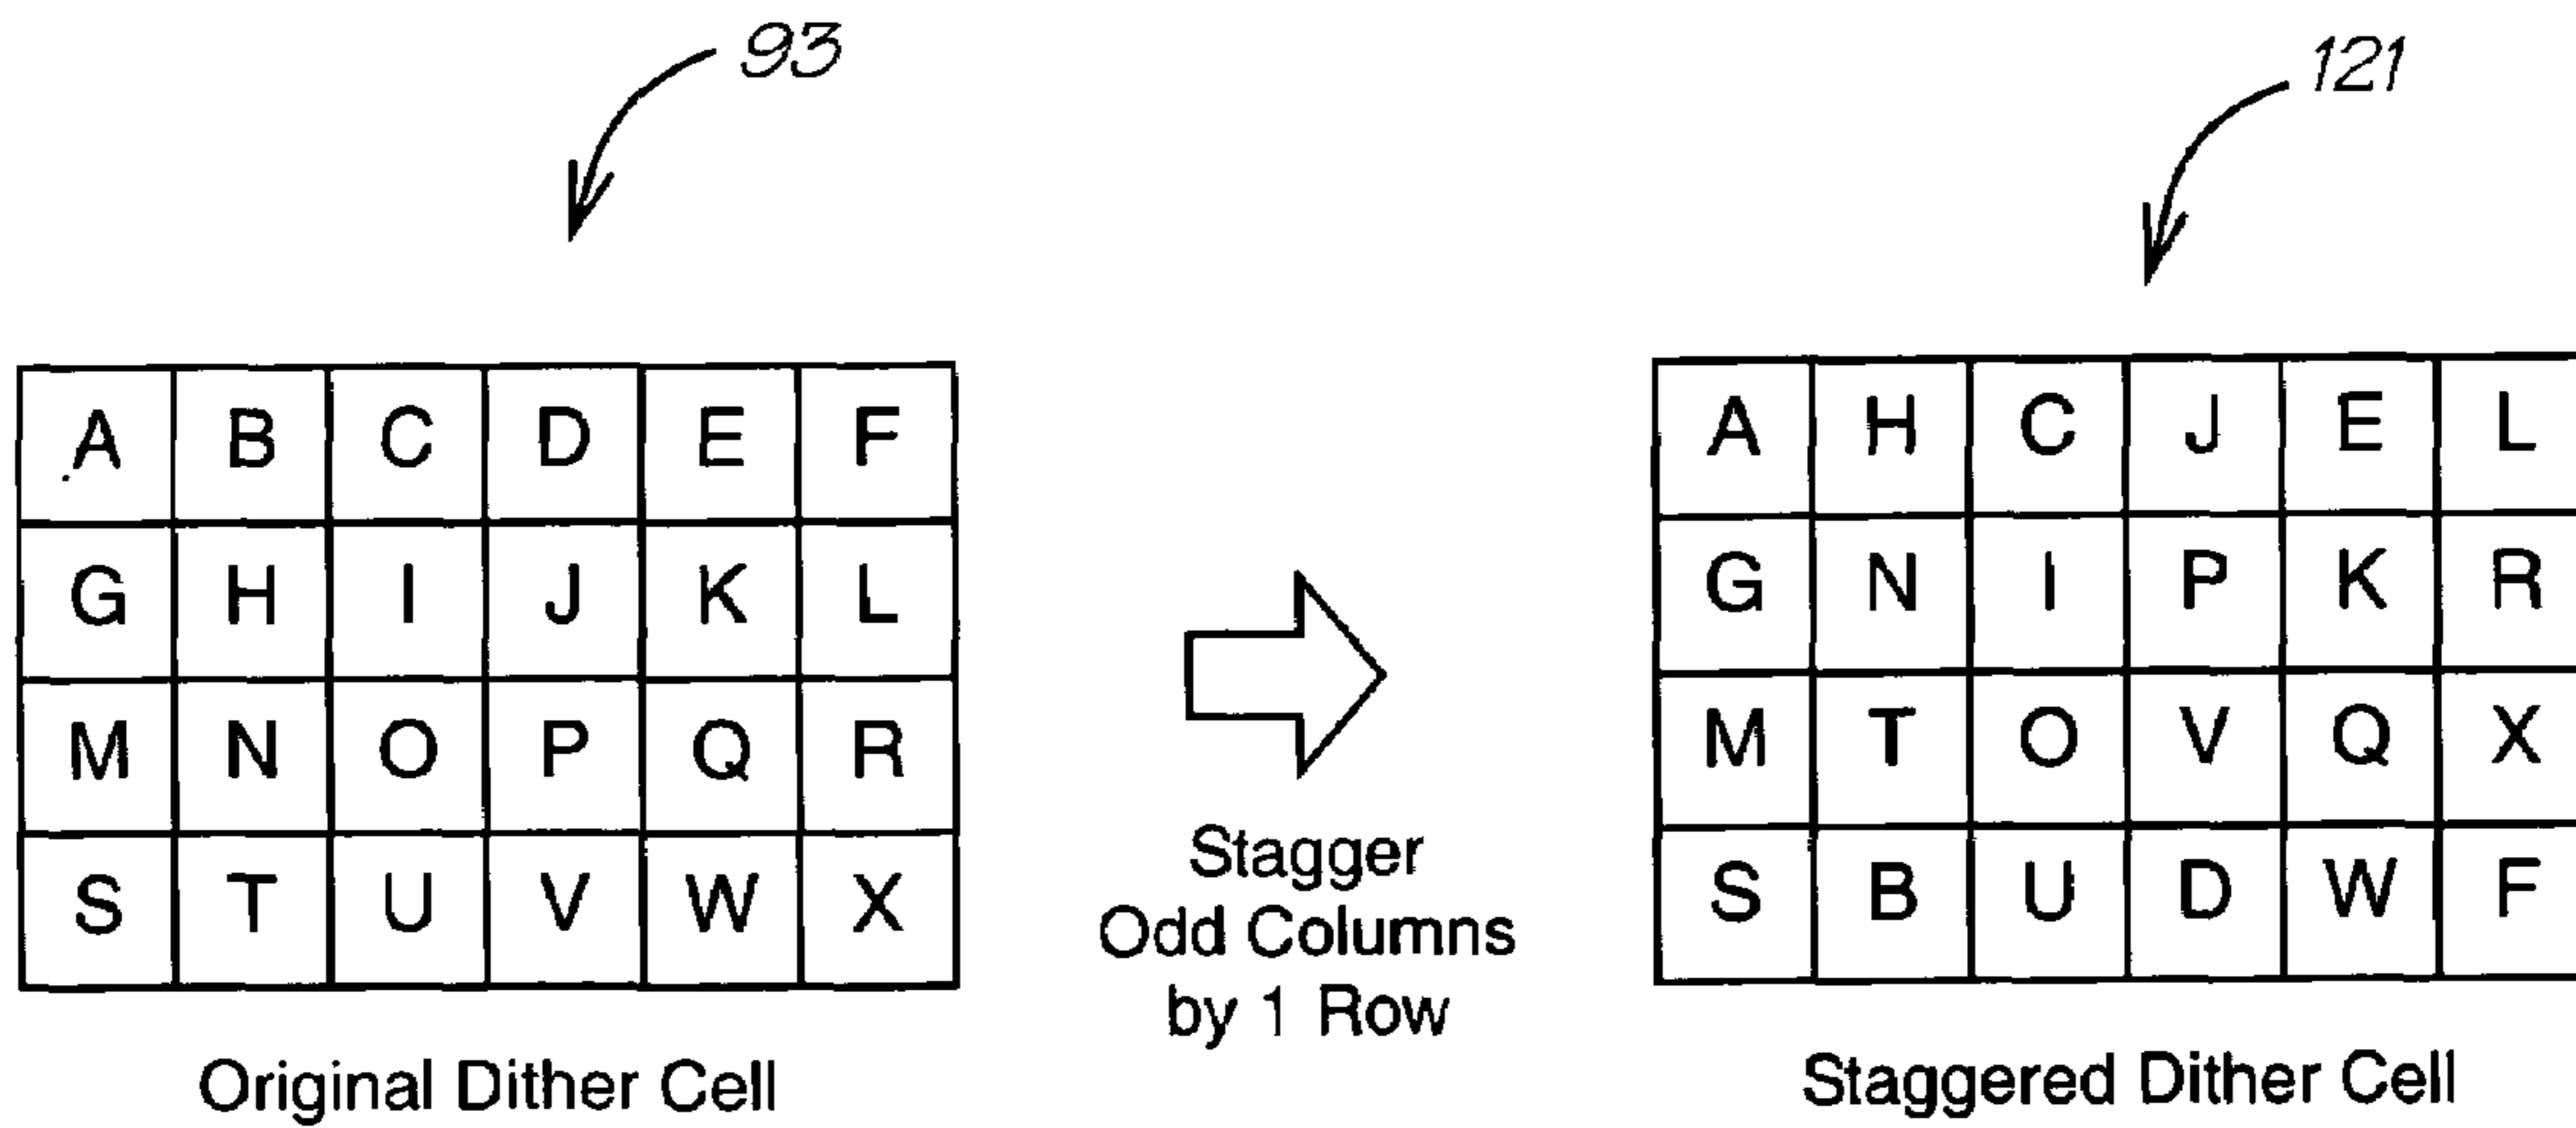 93
121
A B C D E F
G H I J K L
M N O P Q R
S T U V W X
Stagger
Odd Columns
by 1 Row
A H C J E L
G N I P K R
M T O V Q X
S B U D W F
Original Dither Cell
Staggered Dither Cell